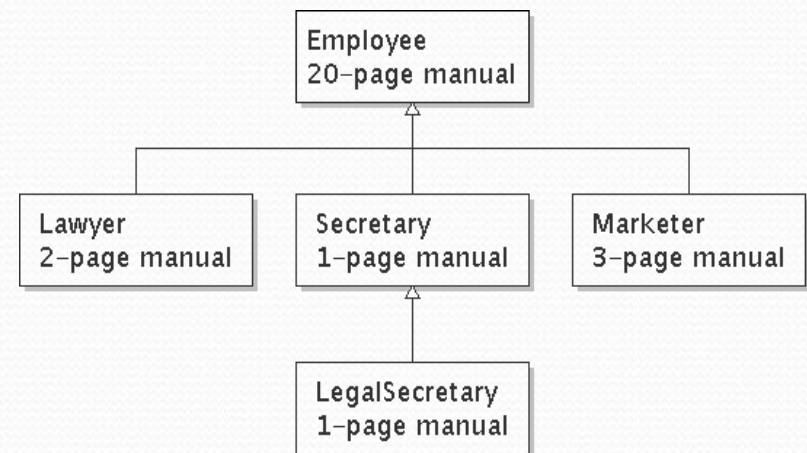 Employee
20-page manual
Lawyer
2-page manual
Secretary
1-page manual
Marketer
3-page manual
LegalSecretary
1-page manual